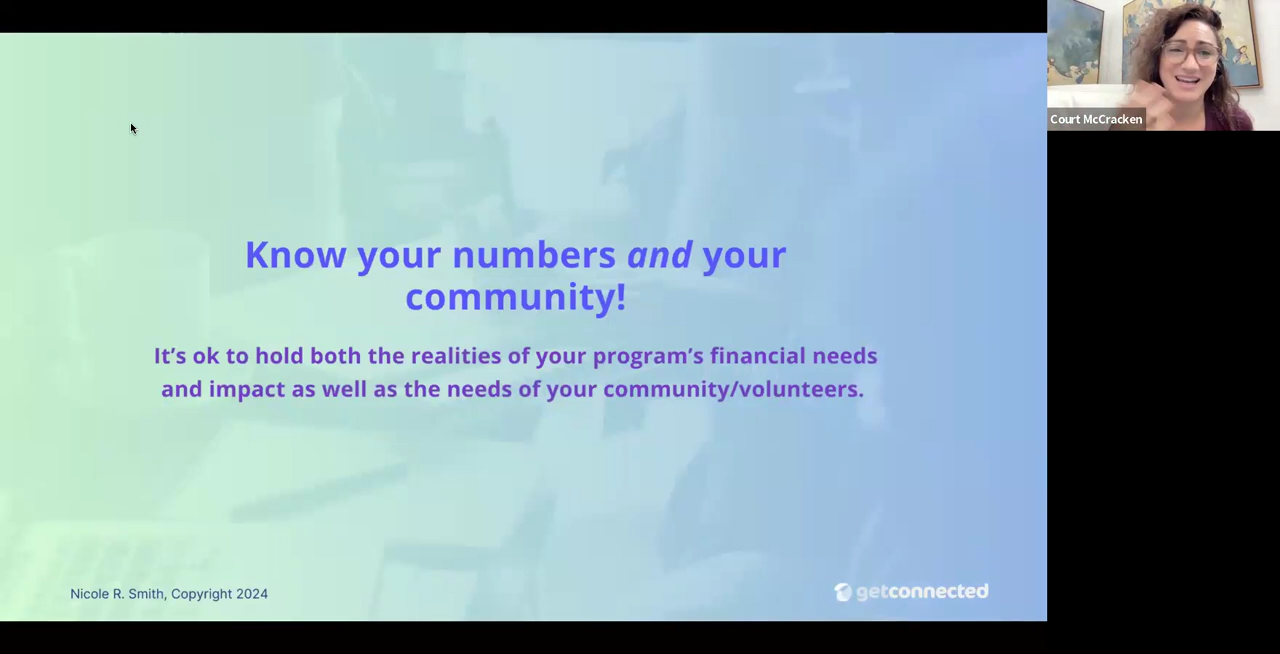 Know your numbers and your
community!
It's ok to hold both the realities of your program's financial needs
and impact as well as the needs of your community/volunteers.
Nicole R. Smith, Copyright 2024
getconnected
Court McCracken